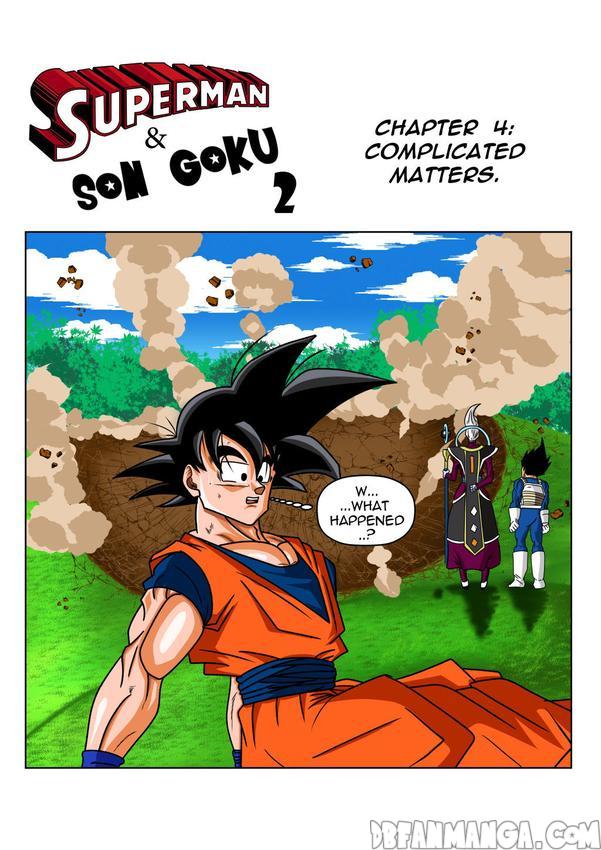 SUPERMAN
&
SON GOKU
2
CHAPTER 4:
COMPLICATED
MATTERS.
W...
...WHAT
HAPPENED
..?
DBFANMANGA.COM